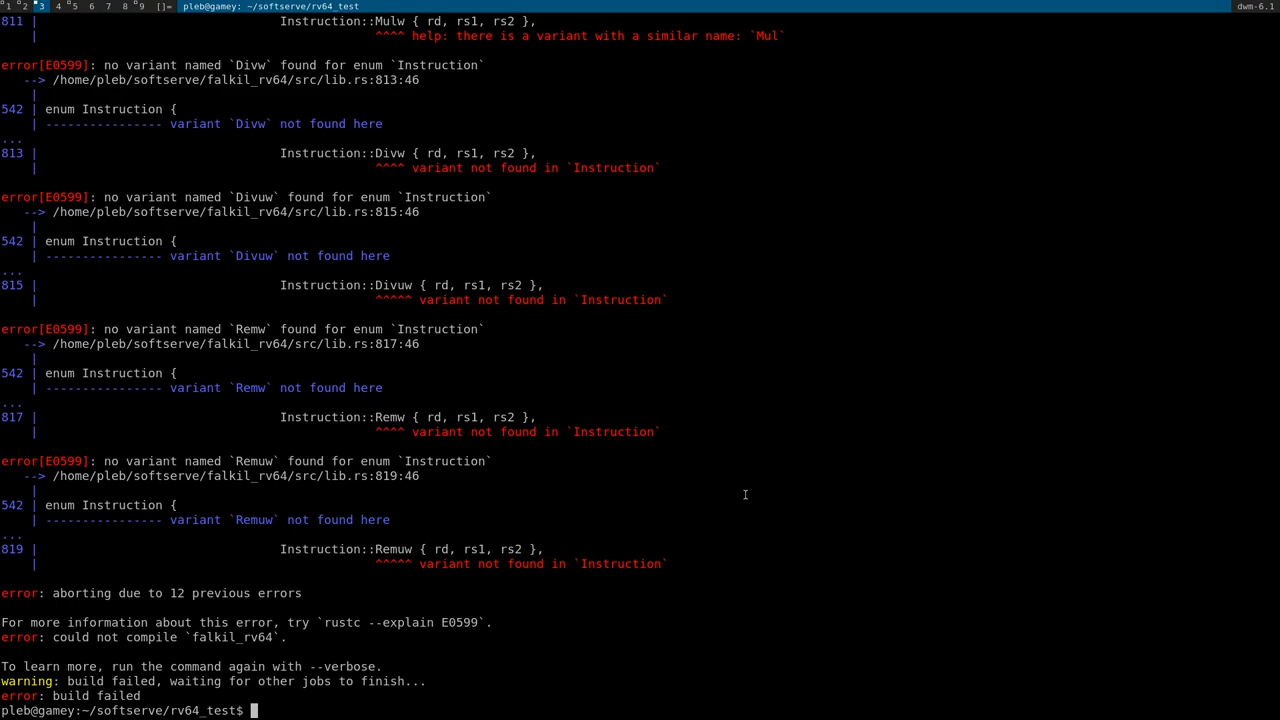 1 2 3 4 5 6 7 8 9 []= pleb@gamey: ~/softserve/rv64_test dwm-6.1
811 | Instruction::Mulw { rd, rs1, rs2 },
| ^^^^ help: there is a variant with a similar name: `Mul`
error[E0599]: no variant named `Divw` found for enum `Instruction`
--> /home/pleb/softserve/falkil_rv64/src/lib.rs:813:46
|
542 | enum Instruction {
| ---------------- variant `Divw` not found here
...
813 | Instruction::Divw { rd, rs1, rs2 },
| ^^^^ variant not found in `Instruction`
error[E0599]: no variant named `Divuw` found for enum `Instruction`
--> /home/pleb/softserve/falkil_rv64/src/lib.rs:815:46
|
542 | enum Instruction {
| ---------------- variant `Divuw` not found here
...
815 | Instruction::Divuw { rd, rs1, rs2 },
| ^^^^^ variant not found in `Instruction`
error[E0599]: no variant named `Remw` found for enum `Instruction`
--> /home/pleb/softserve/falkil_rv64/src/lib.rs:817:46
|
542 | enum Instruction {
| ---------------- variant `Remw` not found here
...
817 | Instruction::Remw { rd, rs1, rs2 },
| ^^^^ variant not found in `Instruction`
error[E0599]: no variant named `Remuw` found for enum `Instruction`
--> /home/pleb/softserve/falkil_rv64/src/lib.rs:819:46
|
542 | enum Instruction {
| ---------------- variant `Remuw` not found here
...
819 | Instruction::Remuw { rd, rs1, rs2 },
| ^^^^^ variant not found in `Instruction`
error: aborting due to 12 previous errors
For more information about this error, try `rustc --explain E0599`.
error: could not compile `falkil_rv64`.
To learn more, run the command again with --verbose.
warning: build failed, waiting for other jobs to finish...
error: build failed
pleb@gamey:~/softserve/rv64_test$